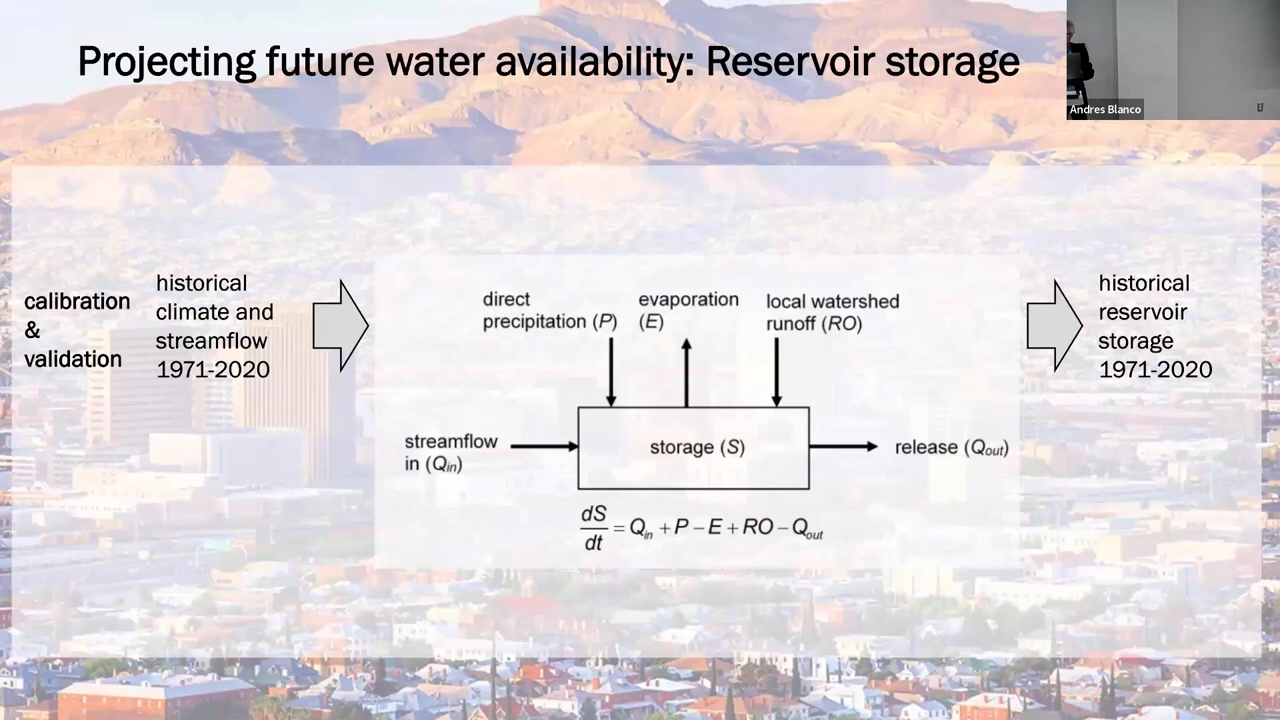 Projecting future water availability: Reservoir storage
Andres Blanco
calibration
&
validation
historical
climate and
streamflow
1971-2020
direct
precipitation (P)
evaporation
(E)
local watershed
runoff (RO)
streamflow
in (Qin)
storage (S)
release (Qout)
dS/dt = Qin + P − E + RO − Qout
historical
reservoir
storage
1971-2020